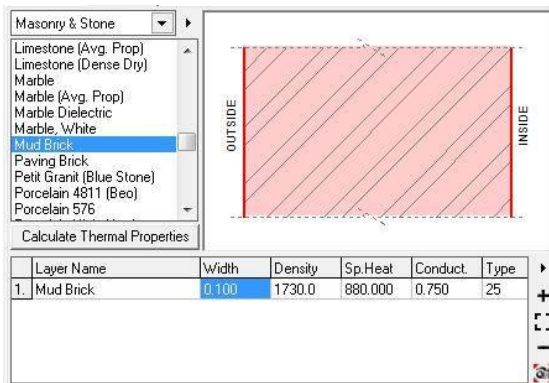 Masonry & Stone
Limestone (Avg. Prop)
Limestone (Dense Dry)
Marble
Marble (Avg. Prop)
Marble Dielectric
Marble, White
Mud Brick
Paving Brick
Petit Granit (Blue Stone)
Porcelain 4811 (Beo)
Porcelain 576
Calculate Thermal Properties
OUTSIDE
INSIDE
Layer Name Width Density Sp.Heat Conduct. Type
1. Mud Brick 0.100 1730.0 880.000 0.750 25